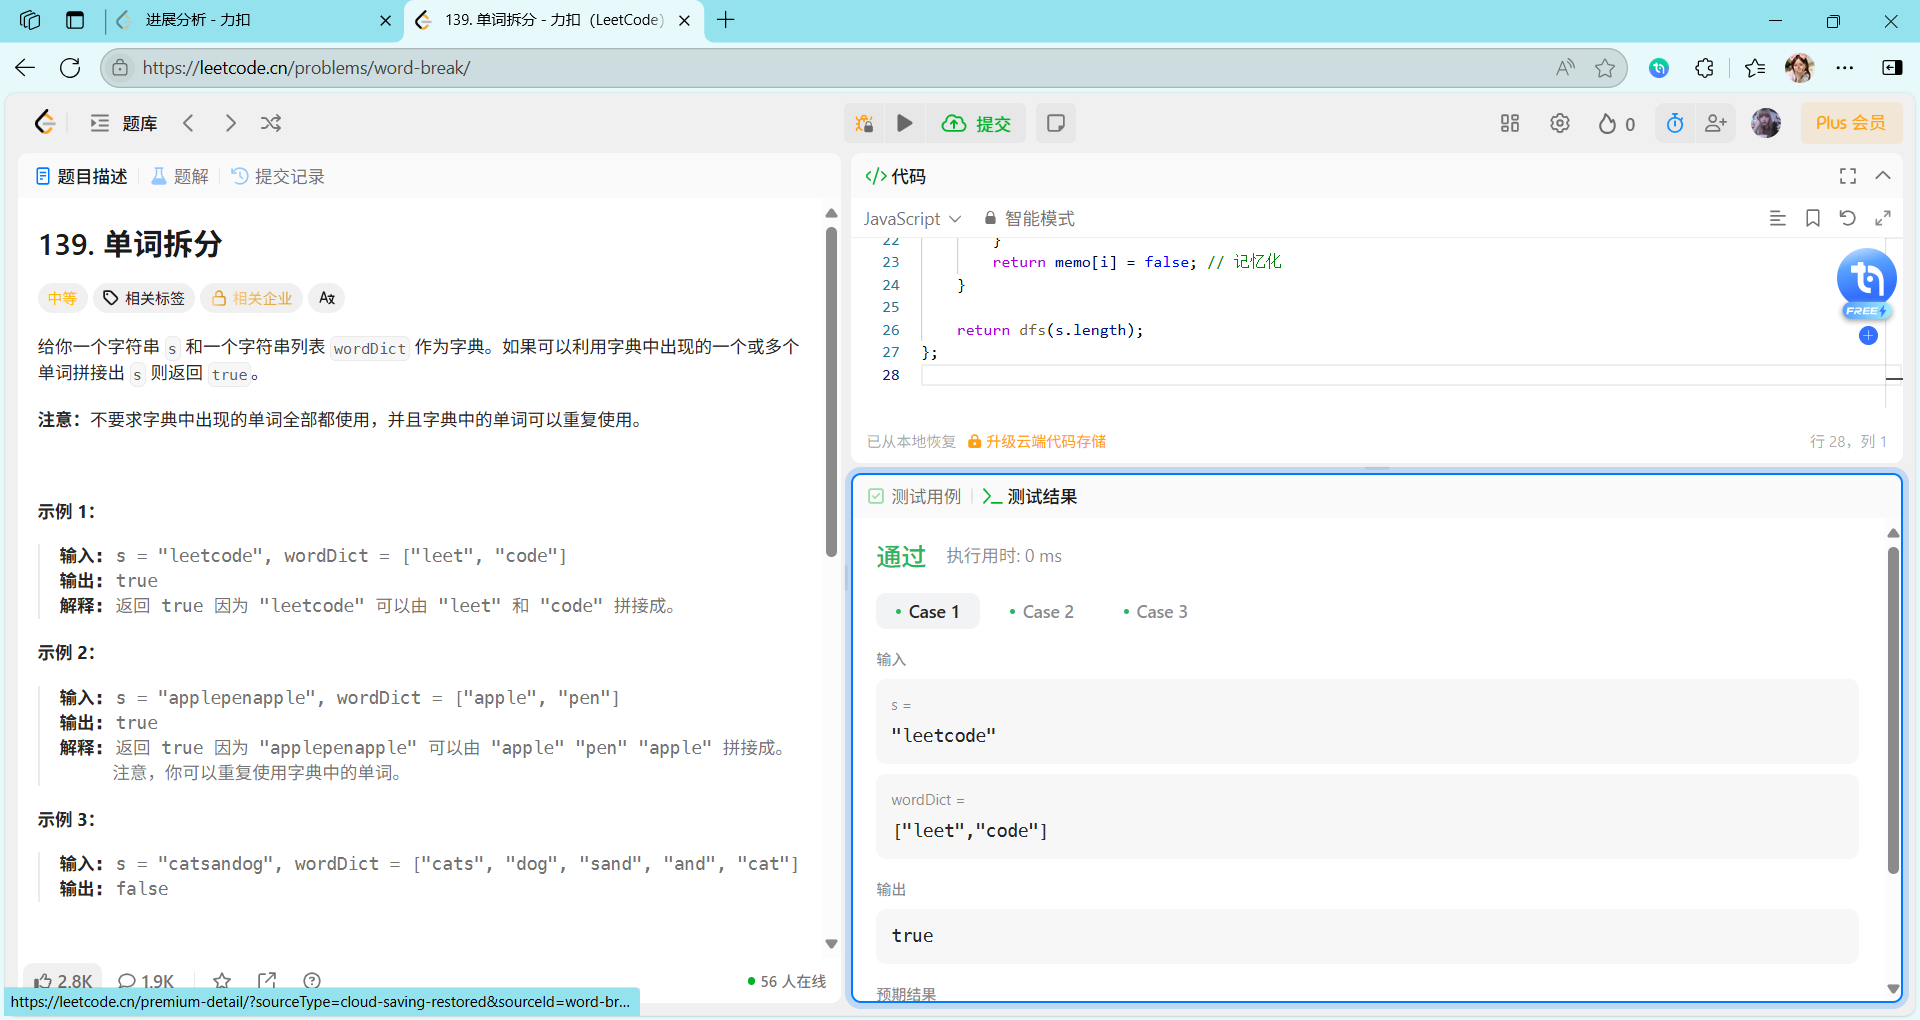 进展分析 - 力扣
139. 单词拆分 - 力扣（LeetCode）
https://leetcode.cn/problems/word-break/
题库
提交
0
Plus 会员
题目描述
题解
提交记录
139. 单词拆分
中等
相关标签
相关企业
给你一个字符串 s 和一个字符串列表 wordDict 作为字典。如果可以利用字典中出现的一个或多个
单词拼接出 s 则返回 true。
注意：不要求字典中出现的单词全部都使用，并且字典中的单词可以重复使用。
示例 1：
输入: s = "leetcode", wordDict = ["leet", "code"]
输出: true
解释: 返回 true 因为 "leetcode" 可以由 "leet" 和 "code" 拼接成。
示例 2：
输入: s = "applepenapple", wordDict = ["apple", "pen"]
输出: true
解释: 返回 true 因为 "applepenapple" 可以由 "apple" "pen" "apple" 拼接成。
注意，你可以重复使用字典中的单词。
示例 3：
输入: s = "catsandog", wordDict = ["cats", "dog", "sand", "and", "cat"]
输出: false
2.8K
1.9K
56 人在线
https://leetcode.cn/premium-detail/?sourceType=cloud-saving-restored&sourceId=word-br...
代码
JavaScript
智能模式
22 }
23 return memo[i] = false; // 记忆化
24 }
25
26 return dfs(s.length);
27 };
28
FREE
已从本地恢复
升级云端代码存储
行 28，列 1
测试用例
测试结果
通过
执行用时: 0 ms
Case 1
Case 2
Case 3
输入
s =
"leetcode"
wordDict =
["leet","code"]
输出
true
预期结果